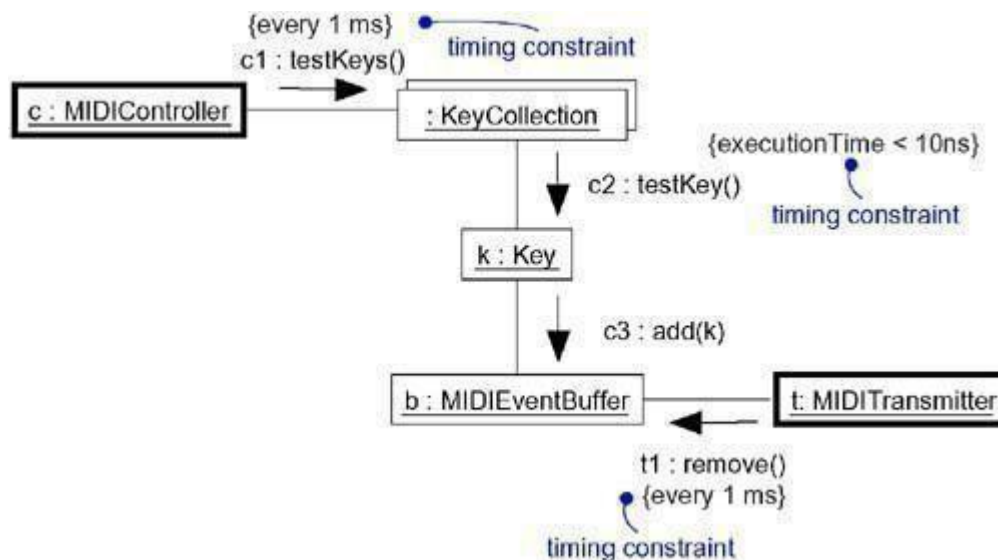 {every 1 ms}
timing constraint
c1 : testKeys()
c : MIDIController
: KeyCollection
{executionTime < 10ns}
c2 : testKey()
timing constraint
k : Key
c3 : add(k)
b : MIDIEventBuffer
t: MIDITransmitter
t1 : remove()
{every 1 ms}
timing constraint